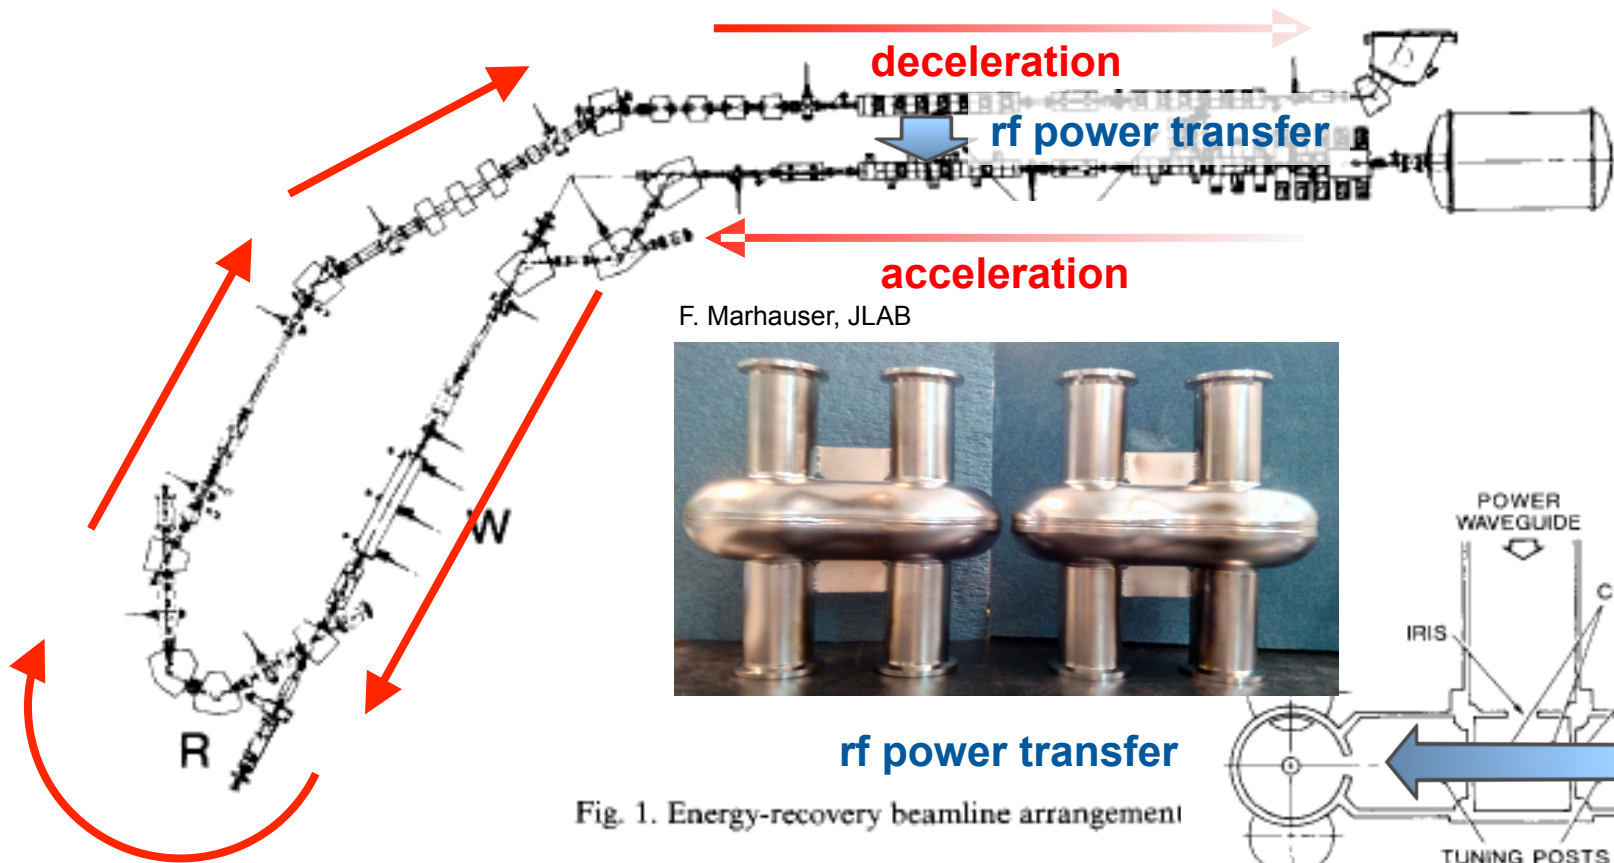 deceleration
rf power transfer
acceleration
F. Marhauser, JLAB
W
POWER
WAVEGUIDE
C
IRIS
R
rf power transfer
Fig. 1. Energy-recovery beamline arrangement
TUNING POSTS